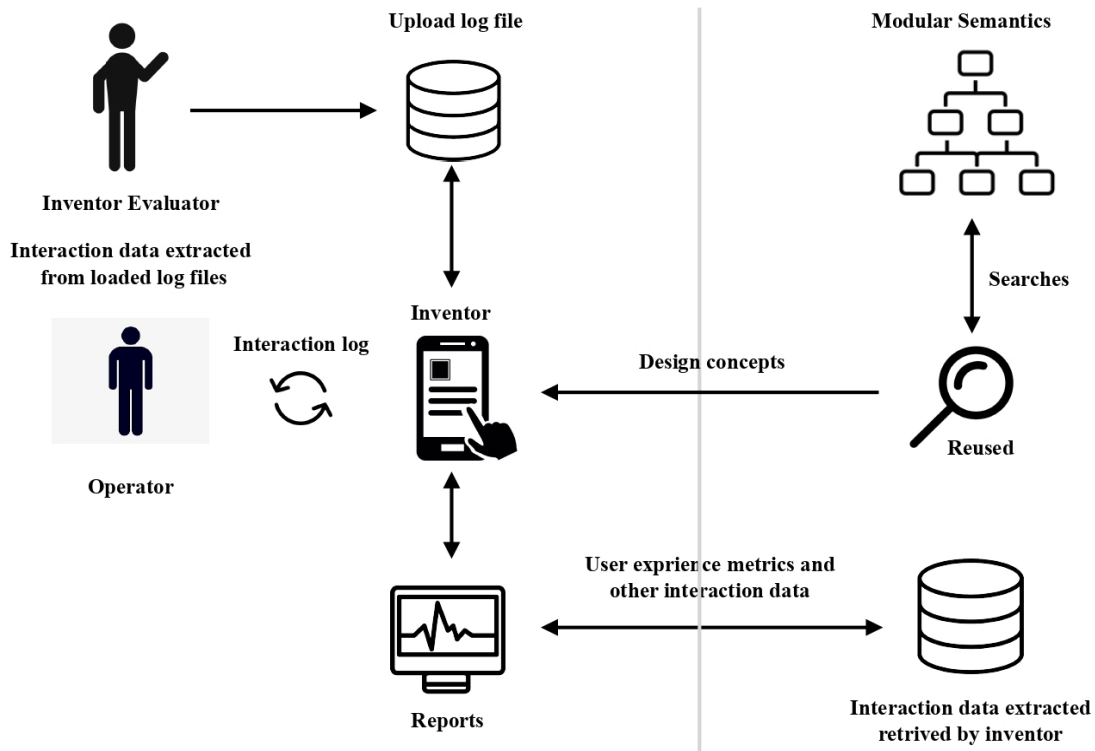 Upload log file
Modular Semantics
Inventor Evaluator
Interaction data extracted
from loaded log files
Searches
Inventor
Interaction log
Design concepts
Reused
Operator
User exprience metrics and
other interaction data
Reports
Interaction data extracted
retrived by inventor